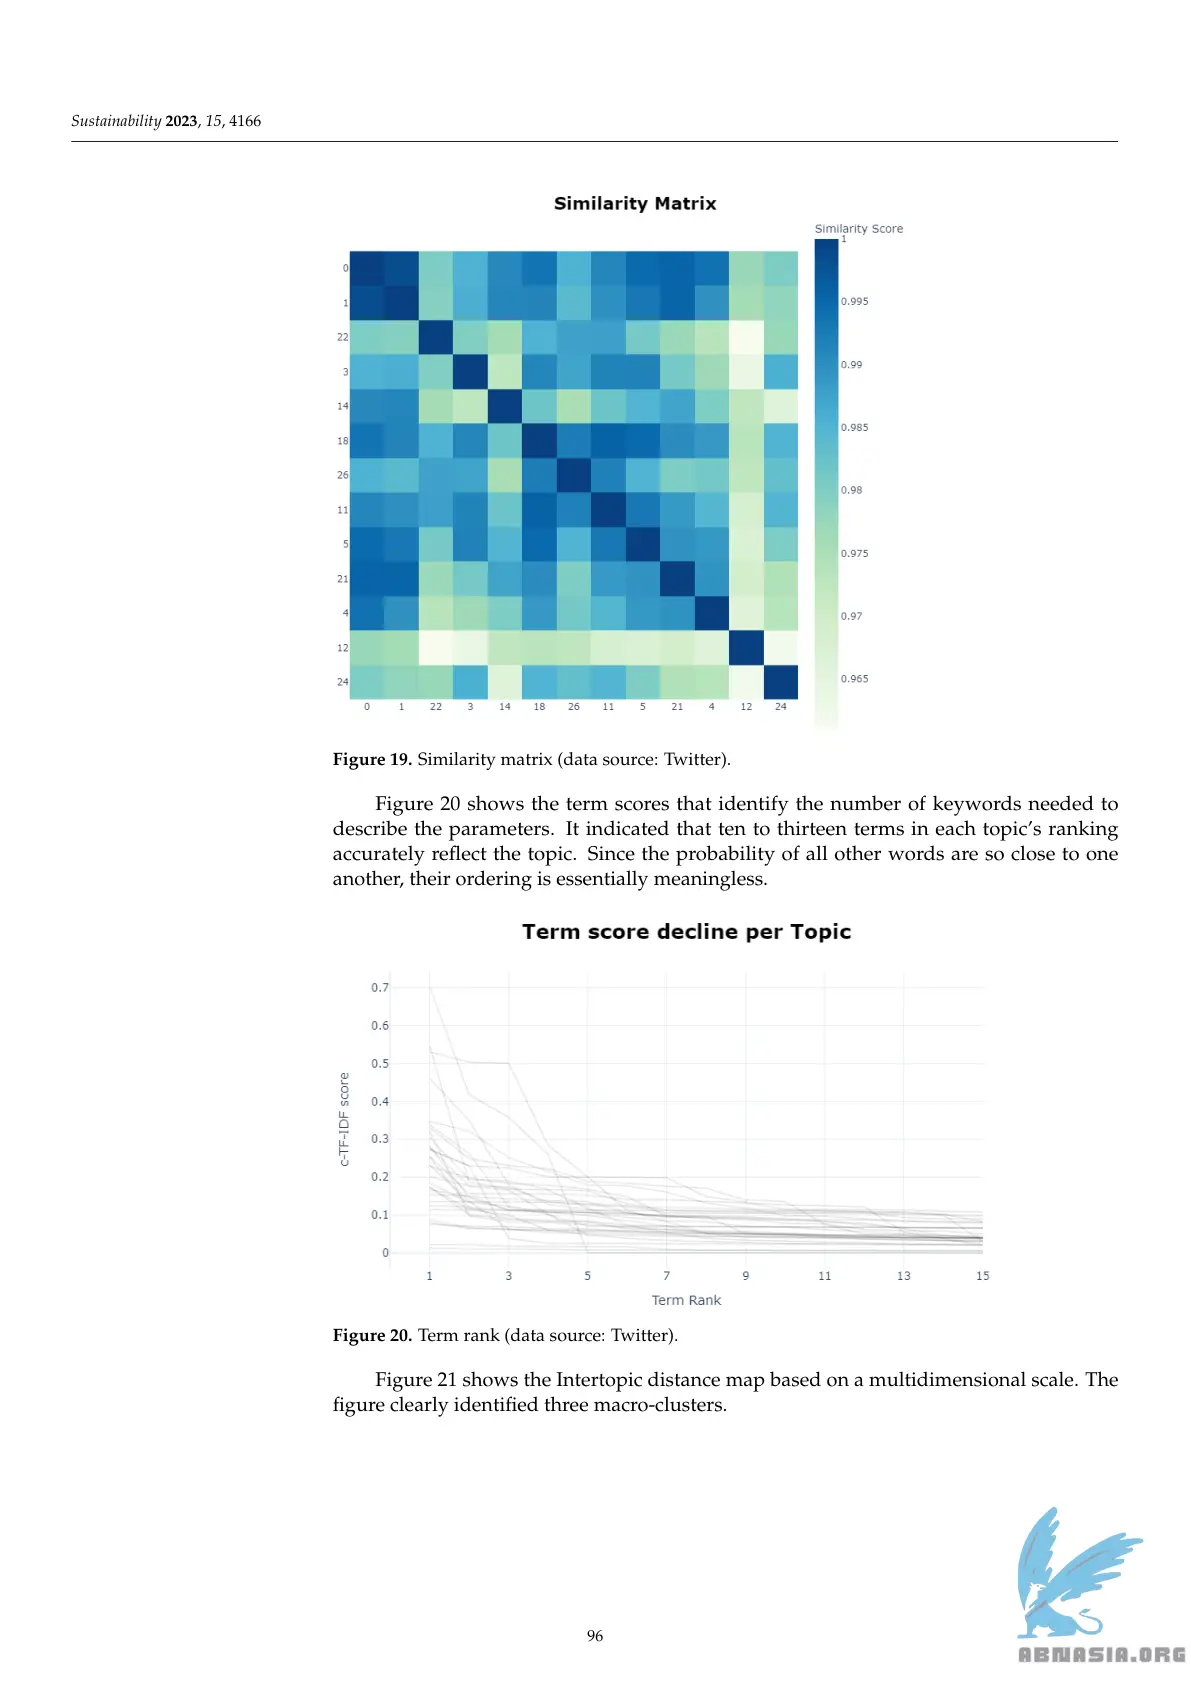 Sustainability 2023, 15, 4166
Similarity Matrix
Similarity Score
1
0.995
0.99
0.985
0.98
0.975
0.97
0.965
0
1
22
3
14
18
26
11
5
21
4
12
24
0 1 22 3 14 18 26 11 5 21 4 12 24
Figure 19. Similarity matrix (data source: Twitter).
Figure 20 shows the term scores that identify the number of keywords needed to
describe the parameters. It indicated that ten to thirteen terms in each topic's ranking
accurately reflect the topic. Since the probability of all other words are so close to one
another, their ordering is essentially meaningless.
Term score decline per Topic
c-TF-IDF score
0.7
0.6
0.5
0.4
0.3
0.2
0.1
0
1 3 5 7 9 11 13 15
Term Rank
Figure 20. Term rank (data source: Twitter).
Figure 21 shows the Intertopic distance map based on a multidimensional scale. The
figure clearly identified three macro-clusters.
96
ABNASIA.ORG